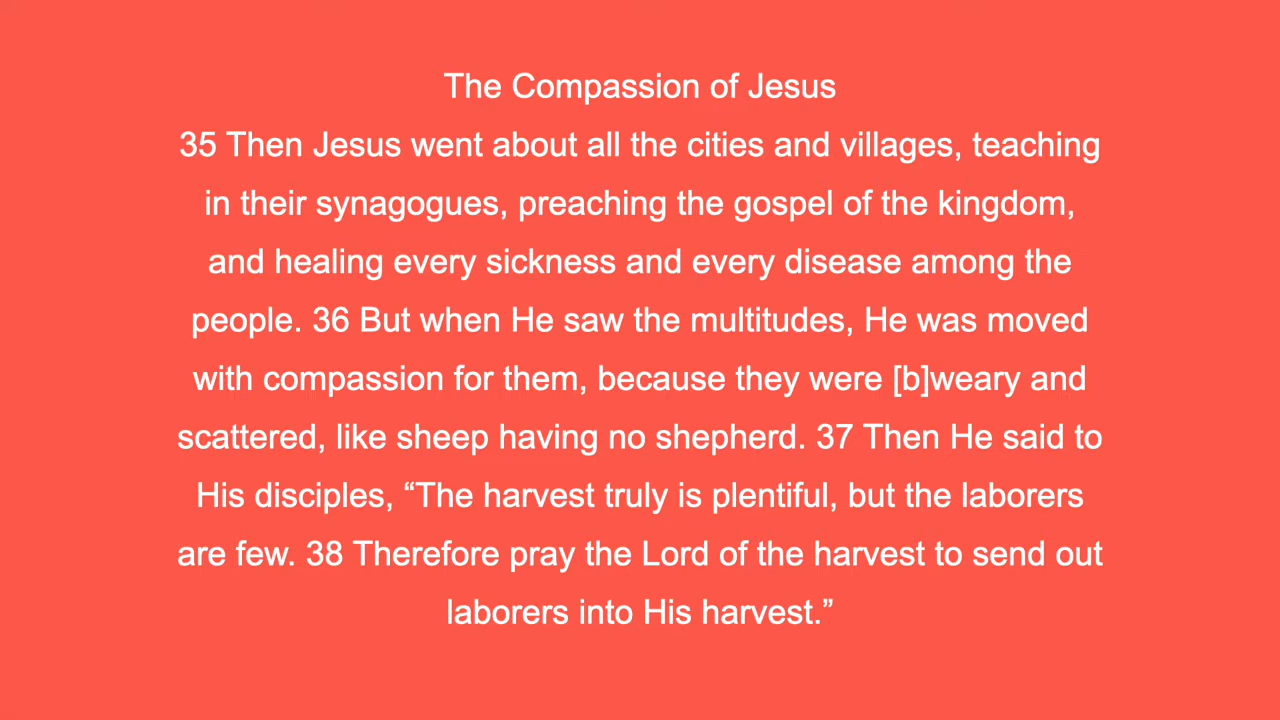 The Compassion of Jesus
35 Then Jesus went about all the cities and villages, teaching
in their synagogues, preaching the gospel of the kingdom,
and healing every sickness and every disease among the
people. 36 But when He saw the multitudes, He was moved
with compassion for them, because they were [b]weary and
scattered, like sheep having no shepherd. 37 Then He said to
His disciples, “The harvest truly is plentiful, but the laborers
are few. 38 Therefore pray the Lord of the harvest to send out
laborers into His harvest.”